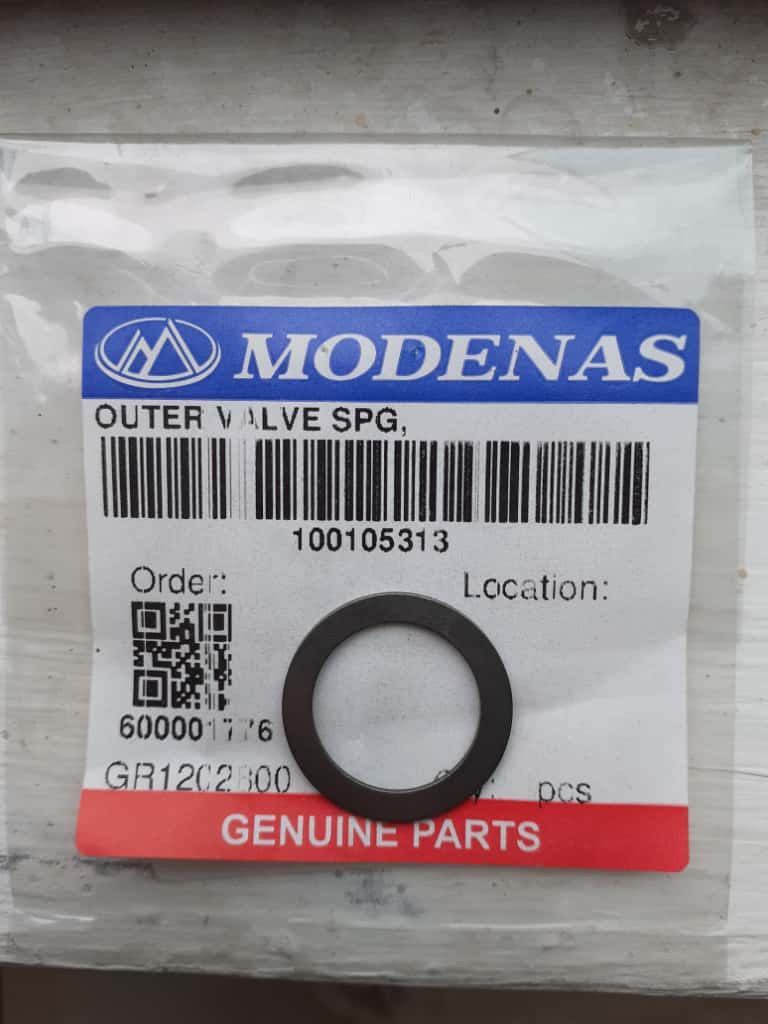 MODENAS
OUTER VALVE SPG,
100105313
Order:
Location:
600001776
GR1202800
pcs
GENUINE PARTS